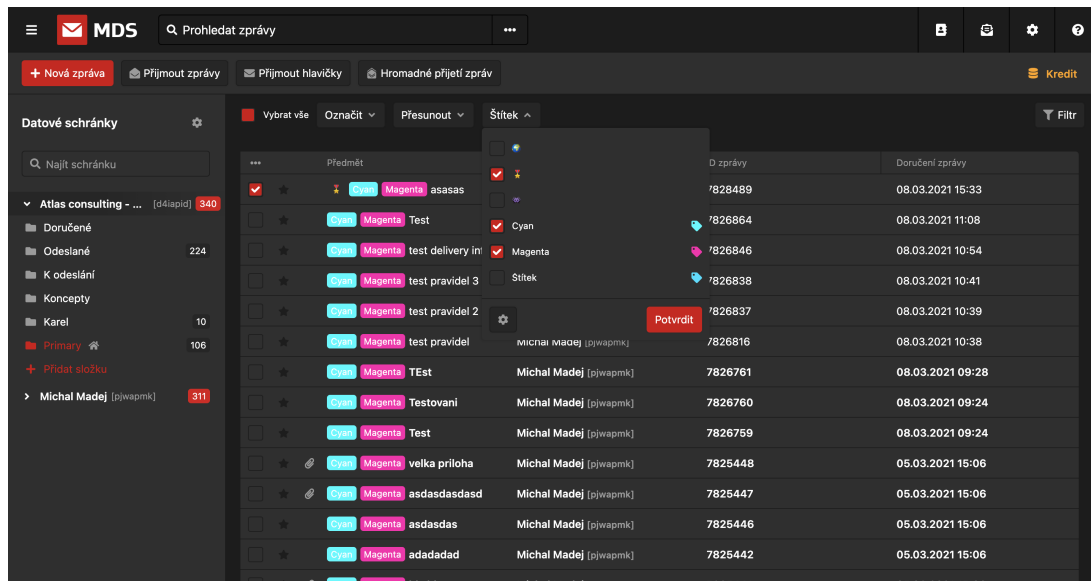 MDS Prohledat zprávy
Nová zpráva Přijmout zprávy Přijmout hlavičky Hromadné přijetí zpráv Kredit
Datové schránky
Najít schránku
Atlas consulting - ... [d4iapid] 340
Doručené
Odeslané 224
K odeslání
Koncepty
Karel 10
Primary 106
Přidat složku
Michal Madej [pjwapmk] 311
Vybrat vše Označit Přesunout Štítek Filtr
Cyan
Magenta
Štítek
Potvrdit
Předmět D zprávy Doručení zprávy
Cyan Magenta asasas 7828489 08.03.2021 15:33
Cyan Magenta Test 7826864 08.03.2021 11:08
Cyan Magenta test delivery 7826846 08.03.2021 10:54
Cyan Magenta test pravidel 3 7826838 08.03.2021 10:41
Cyan Magenta test pravidel 2 7826837 08.03.2021 10:39
Cyan Magenta test pravidel Michal Madej [pjwapmk] 7826816 08.03.2021 10:38
Cyan Magenta TEst Michal Madej [pjwapmk] 7826761 08.03.2021 09:28
Cyan Magenta Testovani Michal Madej [pjwapmk] 7826760 08.03.2021 09:24
Cyan Magenta Test Michal Madej [pjwapmk] 7826759 08.03.2021 09:24
Cyan Magenta velka priloha Michal Madej [pjwapmk] 7825448 05.03.2021 15:06
Cyan Magenta asdasdasdasd Michal Madej [pjwapmk] 7825447 05.03.2021 15:06
Cyan Magenta asdasdas Michal Madej [pjwapmk] 7825446 05.03.2021 15:06
Cyan Magenta adadadad Michal Madej [pjwapmk] 7825442 05.03.2021 15:06